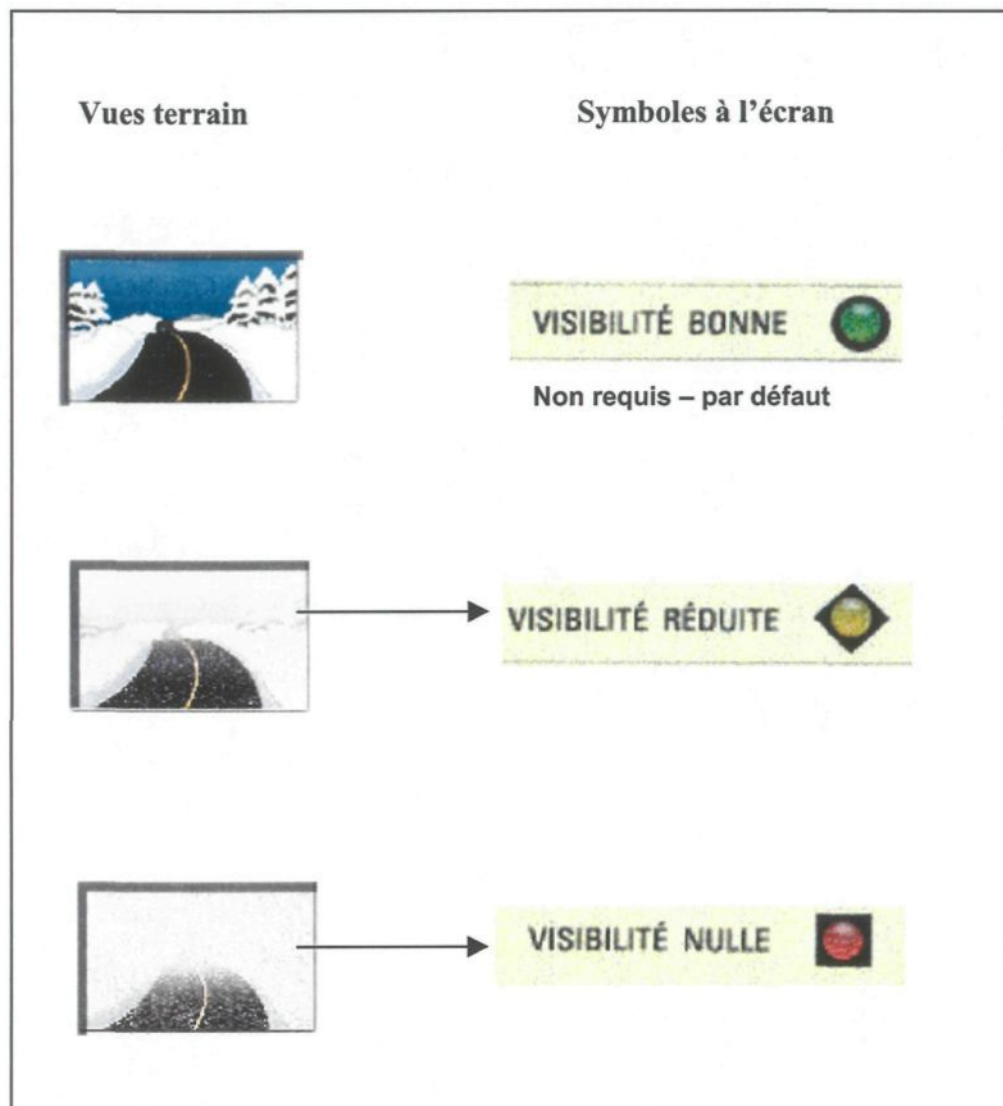 Vues terrain
Symboles à l'écran
VISIBILITÉ BONNE
Non requis – par défaut
VISIBILITÉ RÉDUITE
VISIBILITÉ NULLE